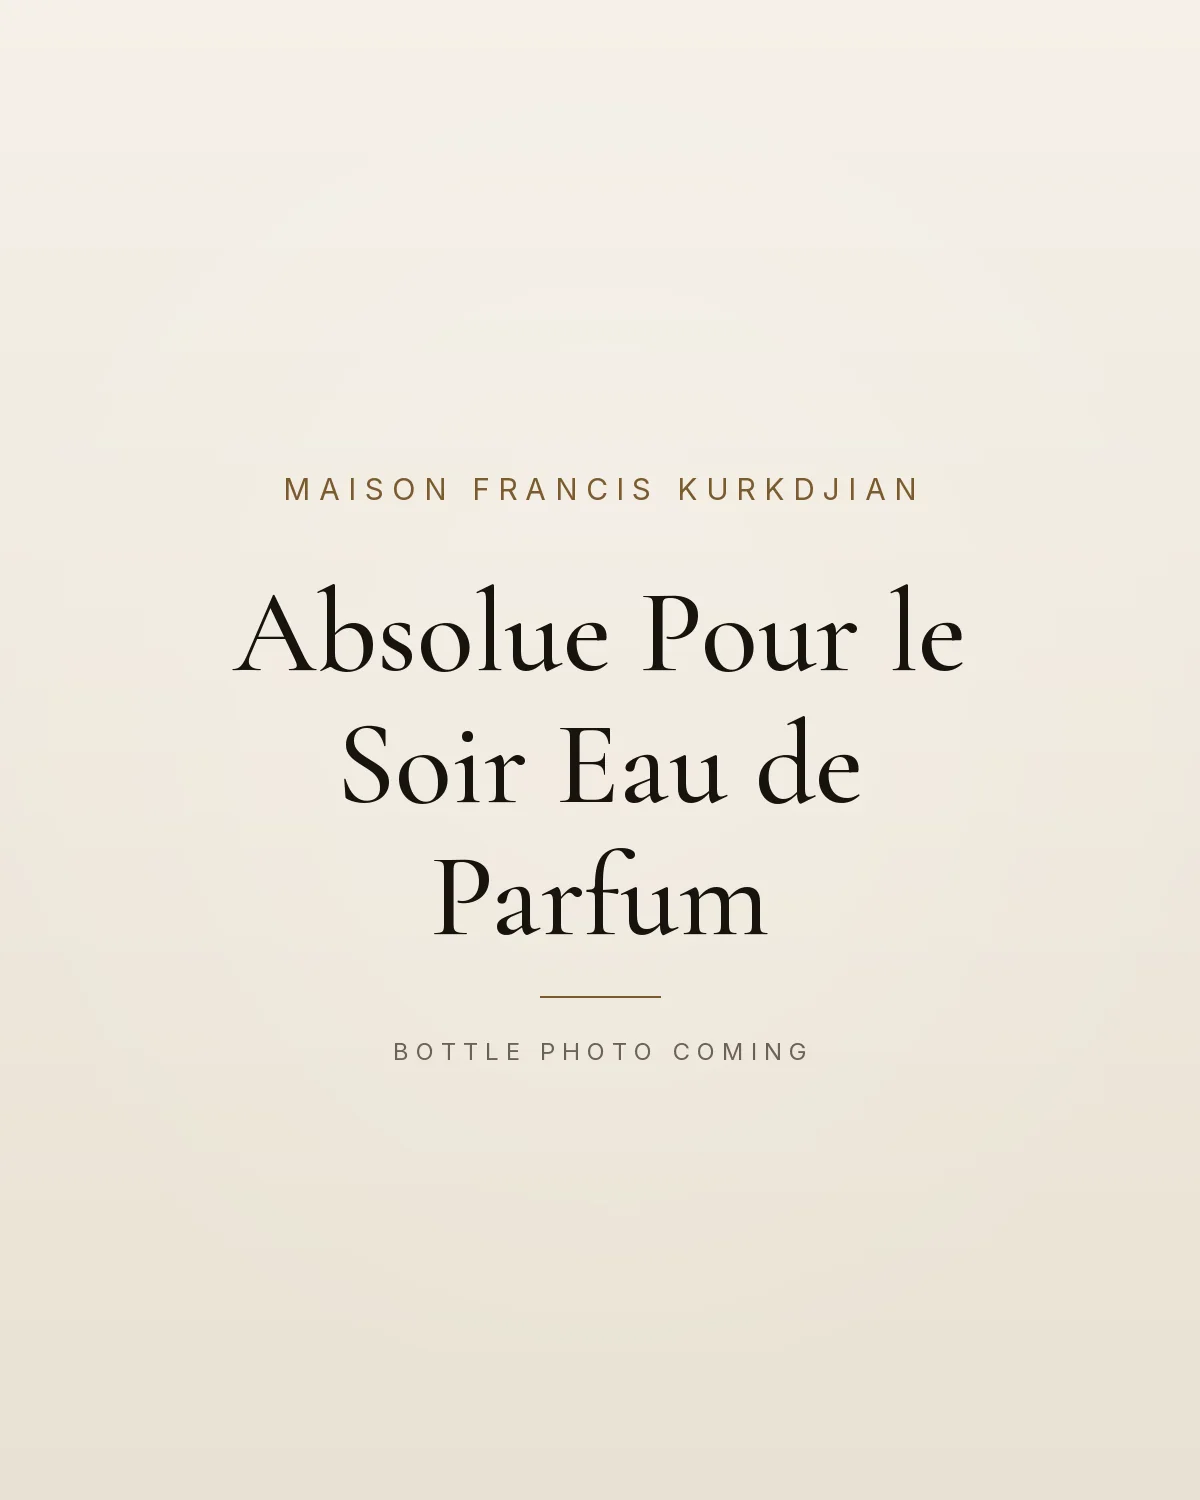 MAISON FRANCIS KURKDJIAN
Absolue Pour le
Soir Eau de
Parfum
BOTTLE PHOTO COMING